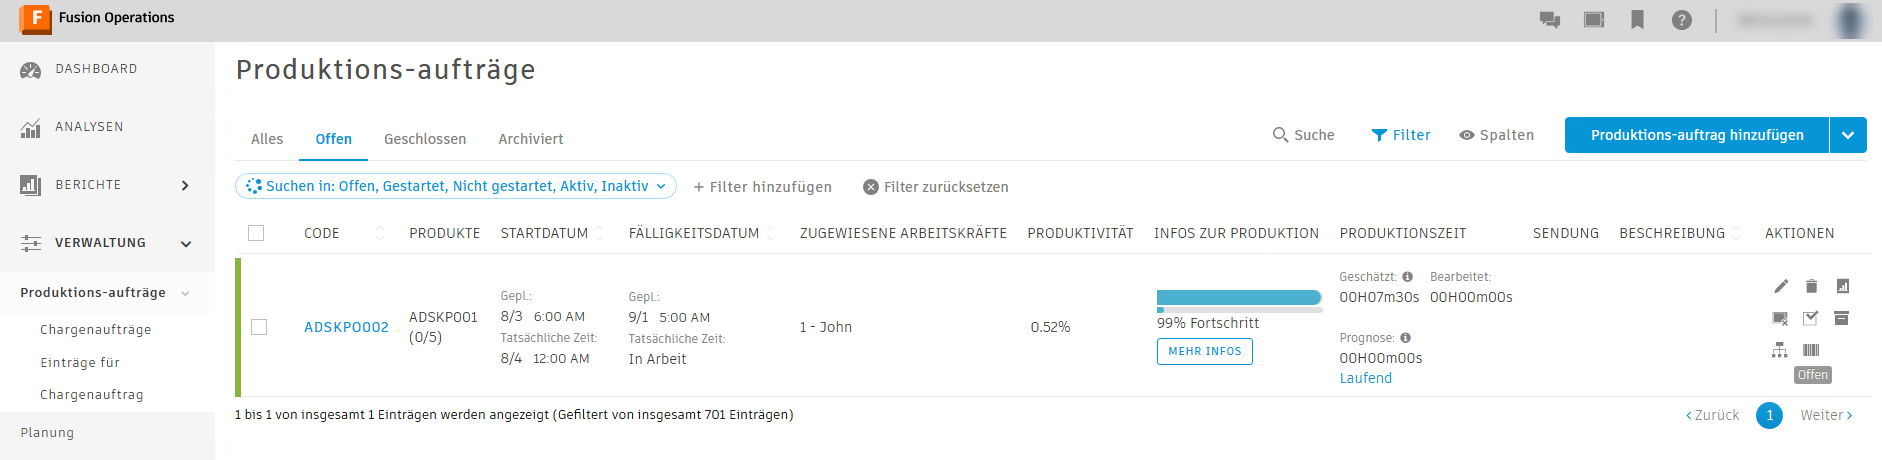 F Fusion Operations
DASHBOARD
ANALYSEN
BERICHTE
VERWALTUNG
Produktions-aufträge
Chargenaufträge
Einträge für
Chargenauftrag
Planung
Produktions-aufträge
Alles Offen Geschlossen Archiviert
Suche Filter Spalten Produktions-auftrag hinzufügen
Suchen in: Offen, Gestartet, Nicht gestartet, Aktiv, Inaktiv + Filter hinzufügen Filter zurücksetzen
CODE PRODUKTE STARTDATUM FÄLLIGKEITSDATUM ZUGEWIESENE ARBEITSKRÄFTE PRODUKTIVITÄT INFOS ZUR PRODUKTION PRODUKTIONSZEIT SENDUNG BESCHREIBUNG AKTIONEN
ADSKPO002
ADSKP001
(0/5)
Gepl.:
8/3 6:00 AM
Tatsächliche Zeit:
8/4 12:00 AM
Gepl.:
9/1 5:00 AM
Tatsächliche Zeit:
In Arbeit
1 - John
0.52%
99% Fortschritt
MEHR INFOS
Geschätzt: Bearbeitet:
00H07m30s 00H00m00s
Prognose:
00H00m00s
Laufend
Offen
1 bis 1 von insgesamt 1 Einträgen werden angezeigt (Gefiltert von insgesamt 701 Einträgen)
Zurück 1 Weiter